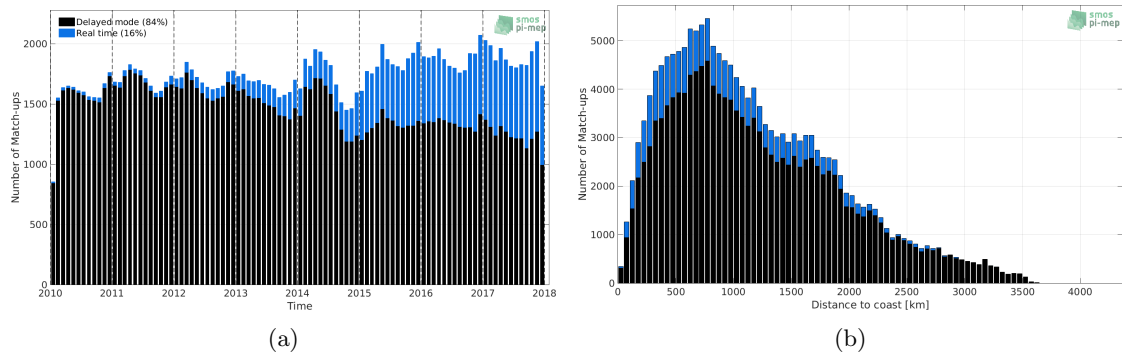 Delayed mode (84%)
Real time (16%)
smos
pi-mep
2000
1500
1000
500
0
Number of Match-ups
2010 2011 2012 2013 2014 2015 2016 2017 2018
Time
(a)
smos
pi-mep
5000
4000
3000
2000
1000
0
Number of Match-ups
0 500 1000 1500 2000 2500 3000 3500 4000
Distance to coast [km]
(b)